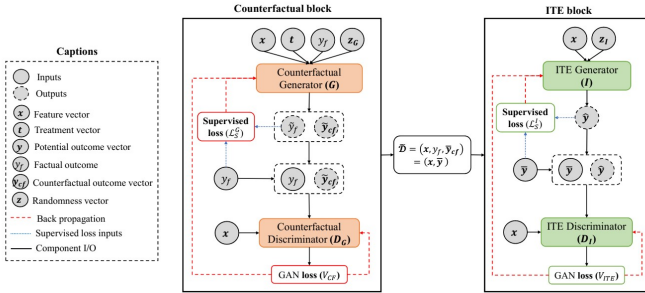 Counterfactual block
ITE block
Captions
Inputs
Outputs
x Feature vector
t Treatment vector
y Potential outcome vector
y_f Factual outcome
y_cf Counterfactual outcome vector
z Randomness vector
Back propagation
Supervised loss inputs
Component I/O
x t y_f z_G
Counterfactual
Generator (G)
Supervised
loss (ℒ_S^G)
ỹ_f ỹ_cf
y_f
y_f ỹ_cf
x
Counterfactual
Discriminator (D_G)
GAN loss (V_CF)
D̄ = (x, y_f, ȳ_cf)
= (x, ȳ)
x z_I
ITE Generator
(I)
Supervised
loss (ℒ_S^I)
ŷ
ȳ
ȳ ŷ
x
ITE Discriminator
(D_I)
GAN loss (V_ITE)